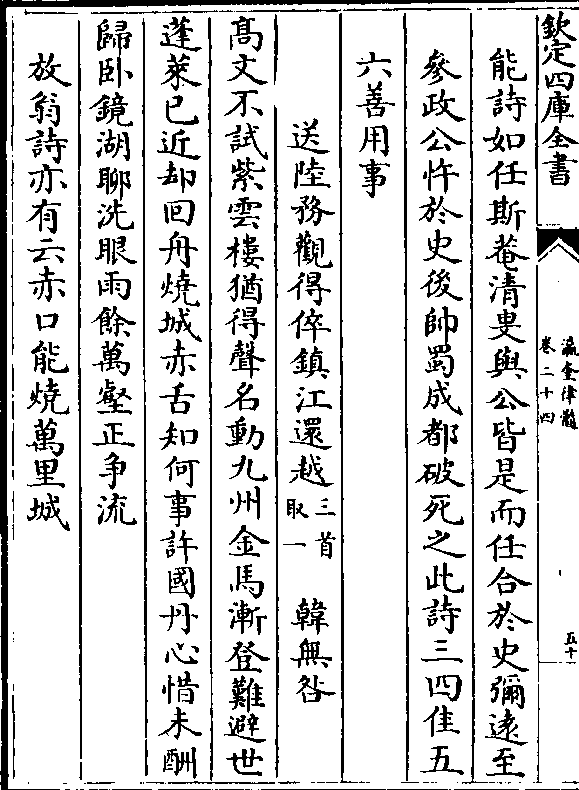 欽定四庫全書
瀛奎律髓
卷二十四
五十
能詩如任斯菴清叟與公皆是而任合於史彌遠至
參政公忤於史後帥蜀成都破死之此詩三四佳五
六善用事
送陸務觀得倅鎮江還越三首取一 韓無咎
髙文不試紫雲樓猶得聲名動九州金馬漸登難避世
蓬萊已近却回舟燒城赤舌知何事許國丹心惜未酬
歸卧鏡湖聊洗眼雨餘萬壑正争流
放翁詩亦有云赤口能燒萬里城